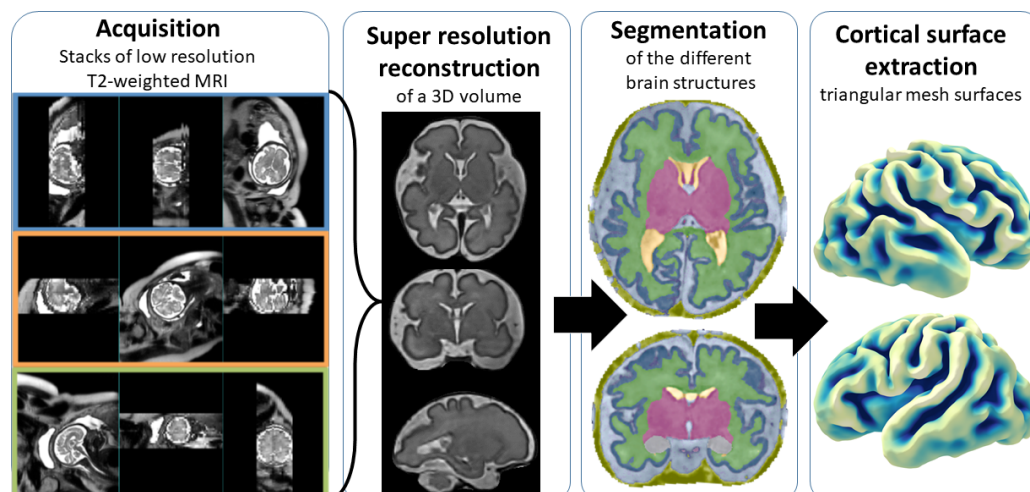 Acquisition
Stacks of low resolution
T2-weighted MRI
Super resolution
reconstruction
of a 3D volume
Segmentation
of the different
brain structures
Cortical surface
extraction
triangular mesh surfaces